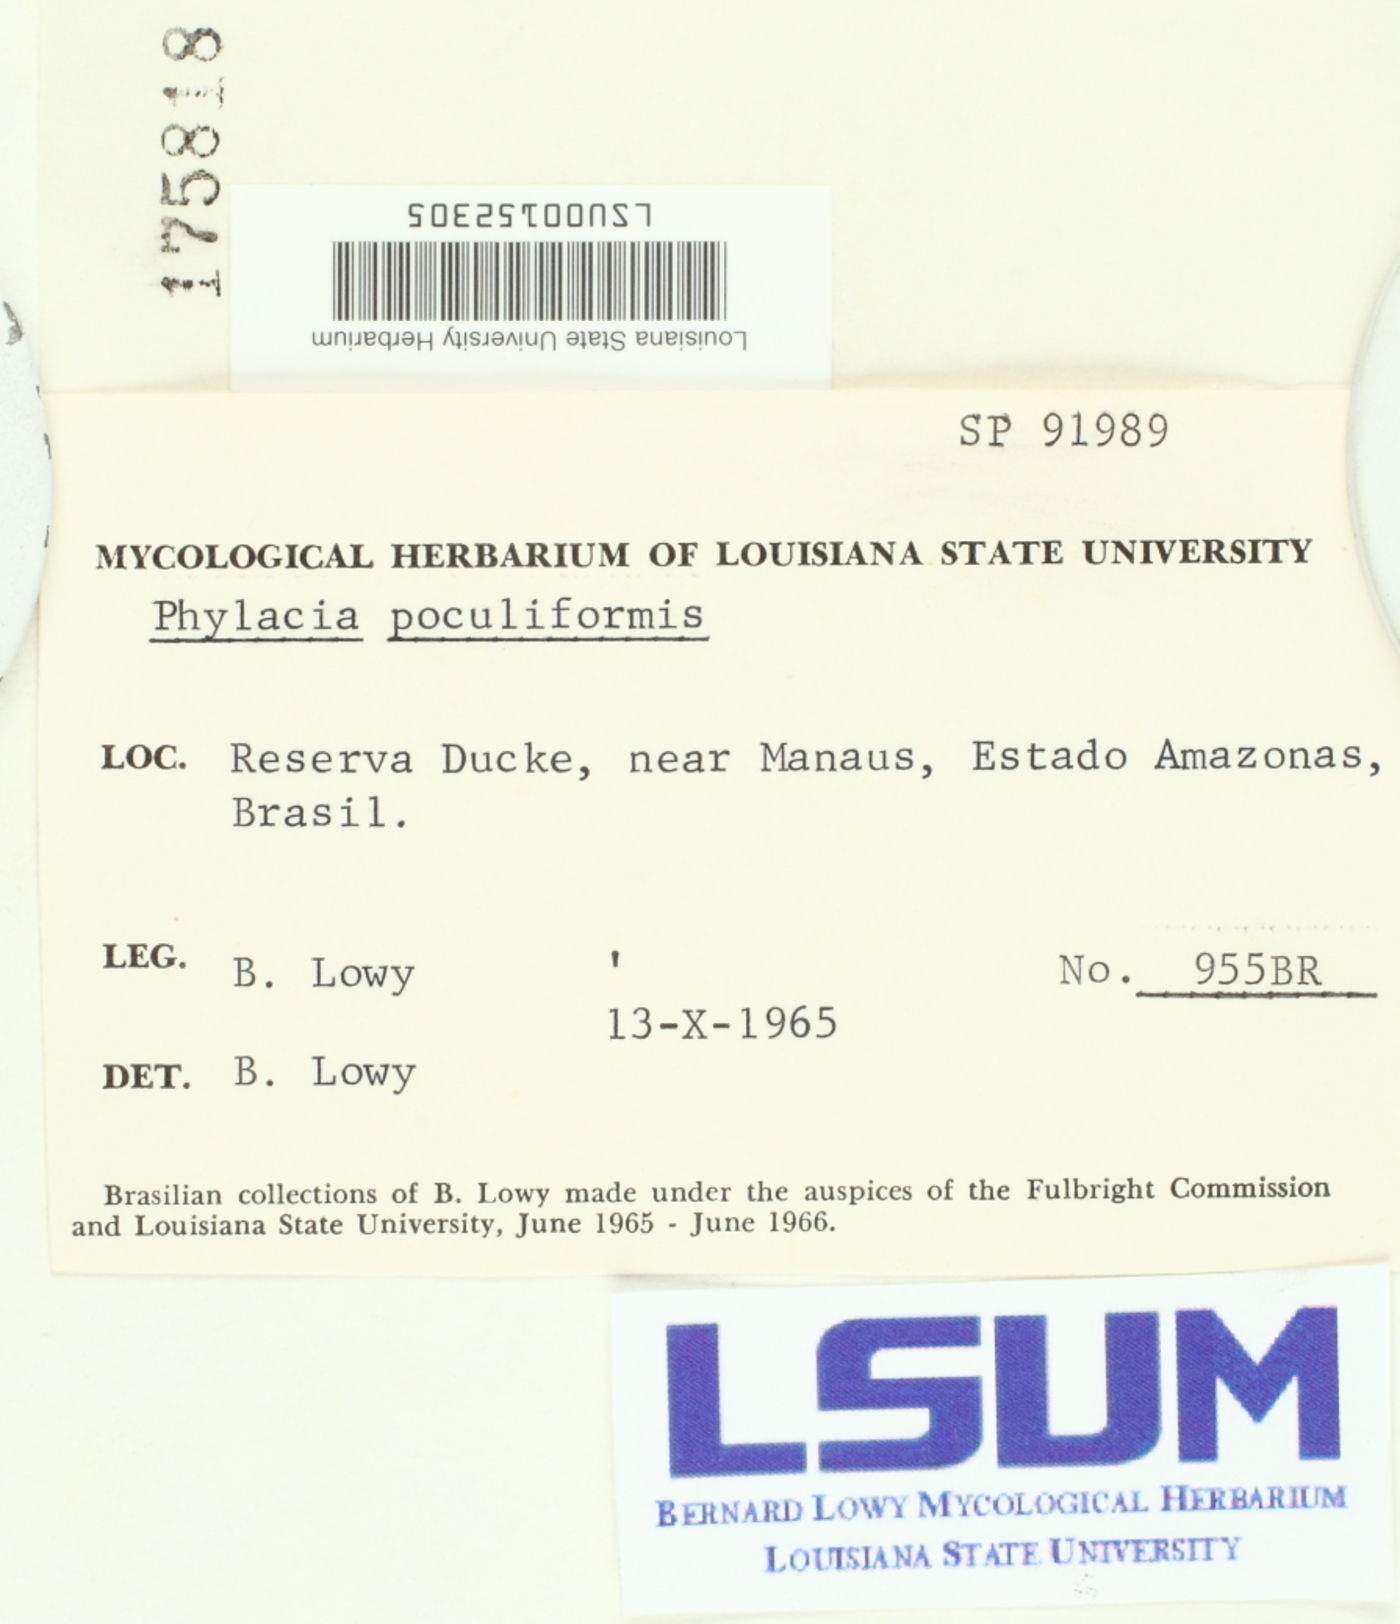 175818
LSU00152305
Louisiana State University Herbarium
SP 91989
MYCOLOGICAL HERBARIUM OF LOUISIANA STATE UNIVERSITY
Phylacia poculiformis
LOC. Reserva Ducke, near Manaus, Estado Amazonas,
Brasil.
LEG. B. Lowy ' No. 955BR
13-X-1965
DET. B. Lowy
Brasilian collections of B. Lowy made under the auspices of the Fulbright Commission
and Louisiana State University, June 1965 - June 1966.
LSUM
BERNARD LOWY MYCOLOGICAL HERBARIUM
LOUISIANA STATE UNIVERSITY